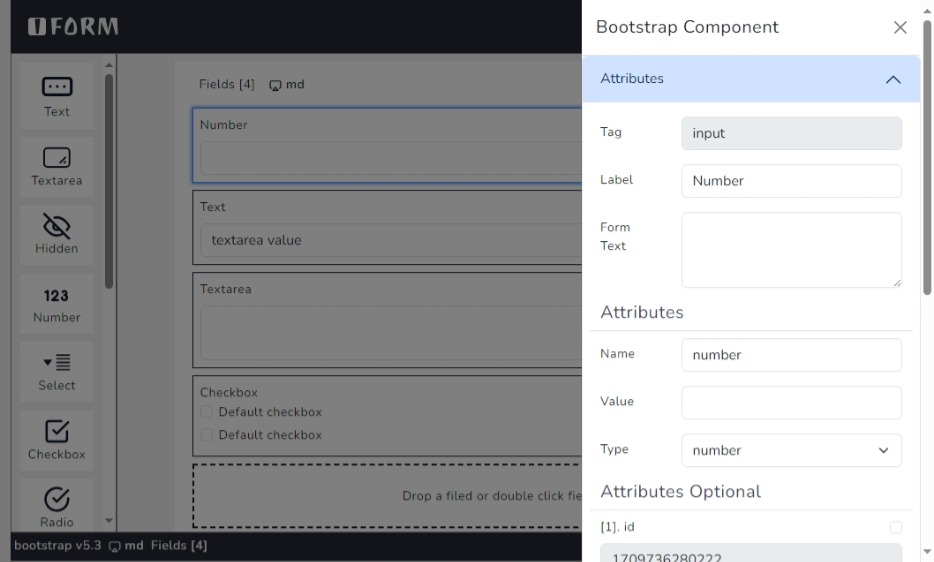 IFORM
Text
Textarea
Hidden
123
Number
Select
Checkbox
Radio
Fields [4] md
Number
Text
textarea value
Textarea
Checkbox
Default checkbox
Default checkbox
Drop a filed or double click fie
bootstrap v5.3 md Fields [4]
Bootstrap Component
Attributes
Tag input
Label Number
Form
Text
Attributes
Name number
Value
Type number
Attributes Optional
[1]. id
1709736280222